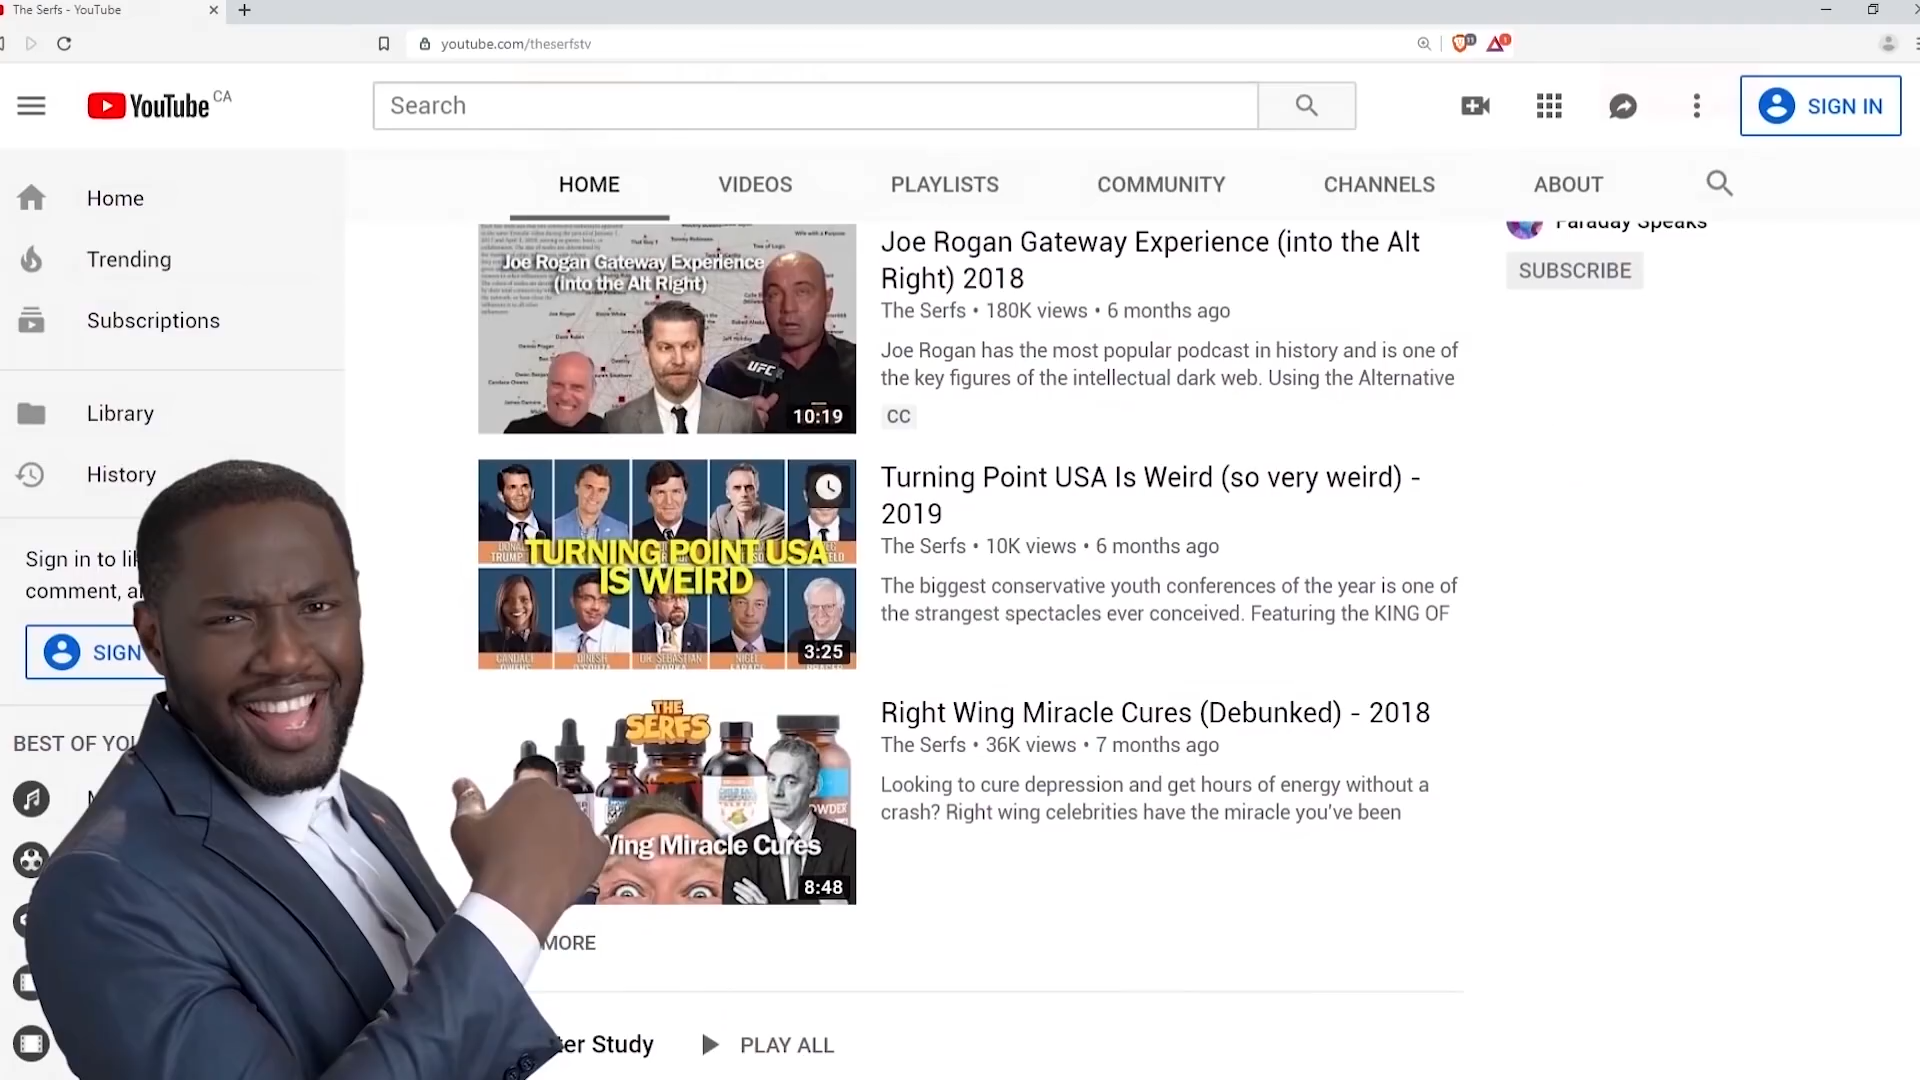 The Serfs - YouTube
youtube.com/theserfstv
YouTube CA
Search
SIGN IN
HOME
VIDEOS
PLAYLISTS
COMMUNITY
CHANNELS
ABOUT
Home
Trending
Subscriptions
Library
History
Sign in to li
comment, a
SIGN
BEST OF YOU
Joe Rogan Gateway Experience
(into the Alt Right)
UFC
10:19
Joe Rogan Gateway Experience (into the Alt
Right) 2018
The Serfs • 180K views • 6 months ago
Joe Rogan has the most popular podcast in history and is one of
the key figures of the intellectual dark web. Using the Alternative
CC
TURNING POINT USA
IS WEIRD
3:25
Turning Point USA Is Weird (so very weird) -
2019
The Serfs • 10K views • 6 months ago
The biggest conservative youth conferences of the year is one of
the strangest spectacles ever conceived. Featuring the KING OF
THE
SERFS
Wing Miracle Cures
8:48
Right Wing Miracle Cures (Debunked) - 2018
The Serfs • 36K views • 7 months ago
Looking to cure depression and get hours of energy without a
crash? Right wing celebrities have the miracle you've been
MORE
ter Study
PLAY ALL
Faraday Speaks
SUBSCRIBE